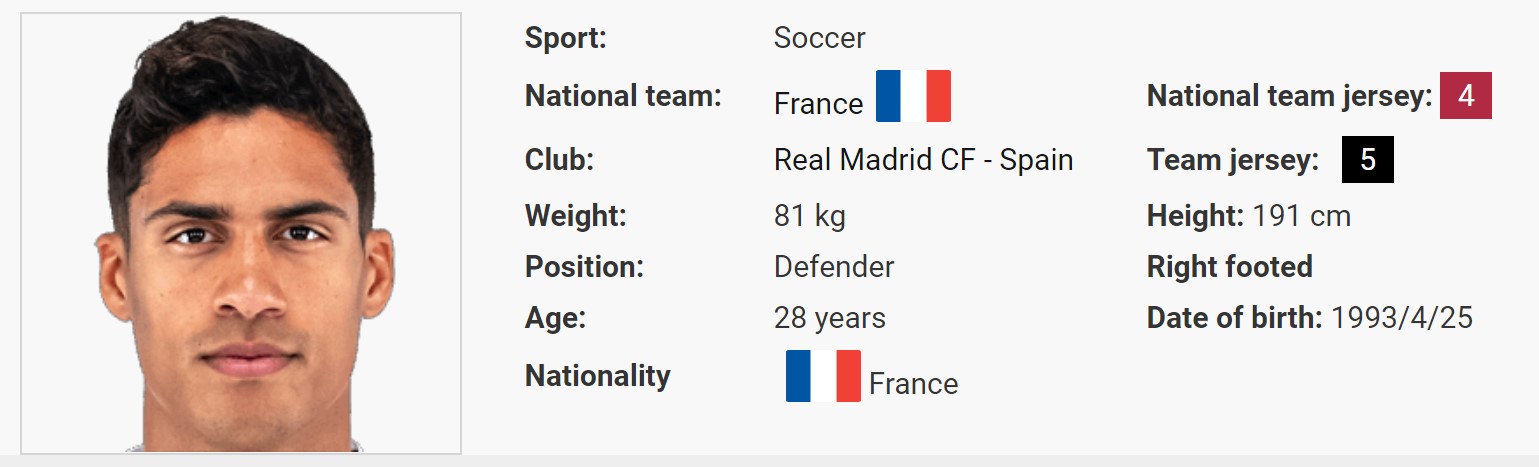 Sport: Soccer
National team: France National team jersey: 4
Club: Real Madrid CF - Spain Team jersey: 5
Weight: 81 kg Height: 191 cm
Position: Defender Right footed
Age: 28 years Date of birth: 1993/4/25
Nationality France